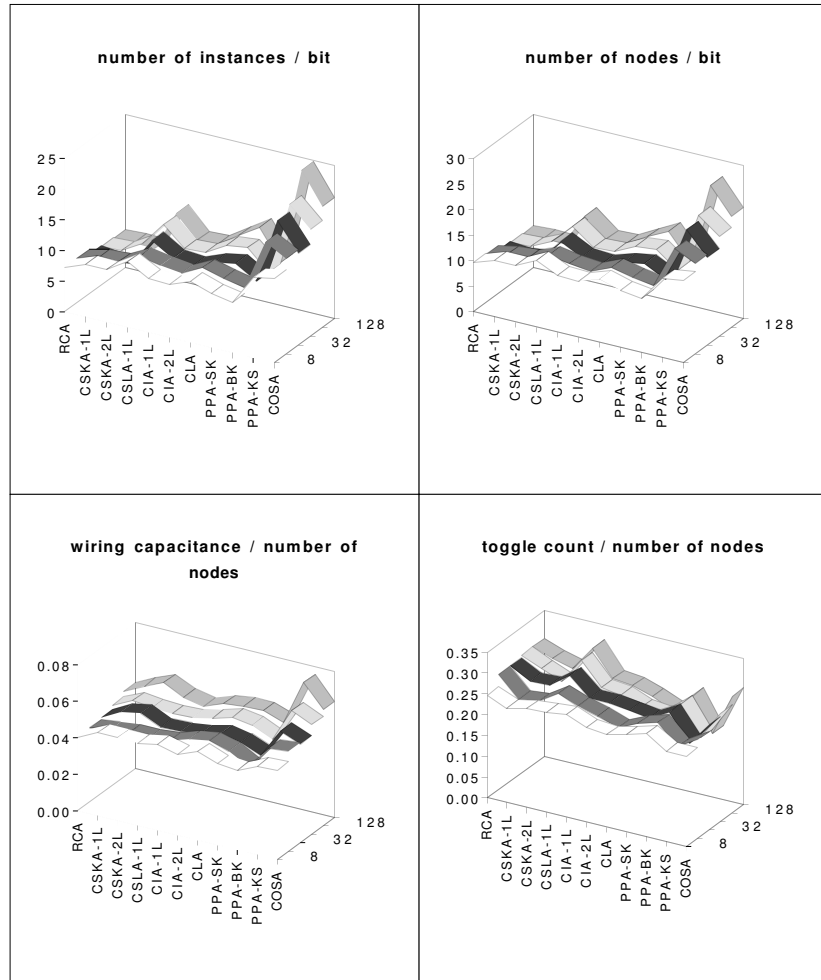 number of instances / bit
25
20
15
10
5
0
RCA
CSKA-1L
CSKA-2L
CSLA-1L
CIA-1L
CIA-2L
CLA
PPA-SK
PPA-BK
PPA-KS
COSA
8
32
128
number of nodes / bit
30
25
20
15
10
5
0
RCA
CSKA-1L
CSKA-2L
CSLA-1L
CIA-1L
CIA-2L
CLA
PPA-SK
PPA-BK
PPA-KS
COSA
8
32
128
wiring capacitance / number of
nodes
0.08
0.06
0.04
0.02
0.00
RCA
CSKA-1L
CSKA-2L
CSLA-1L
CIA-1L
CIA-2L
CLA
PPA-SK
PPA-BK
PPA-KS
COSA
8
32
128
toggle count / number of nodes
0.35
0.30
0.25
0.20
0.15
0.10
0.05
0.00
RCA
CSKA-1L
CSKA-2L
CSLA-1L
CIA-1L
CIA-2L
CLA
PPA-SK
PPA-BK
PPA-KS
COSA
8
32
128